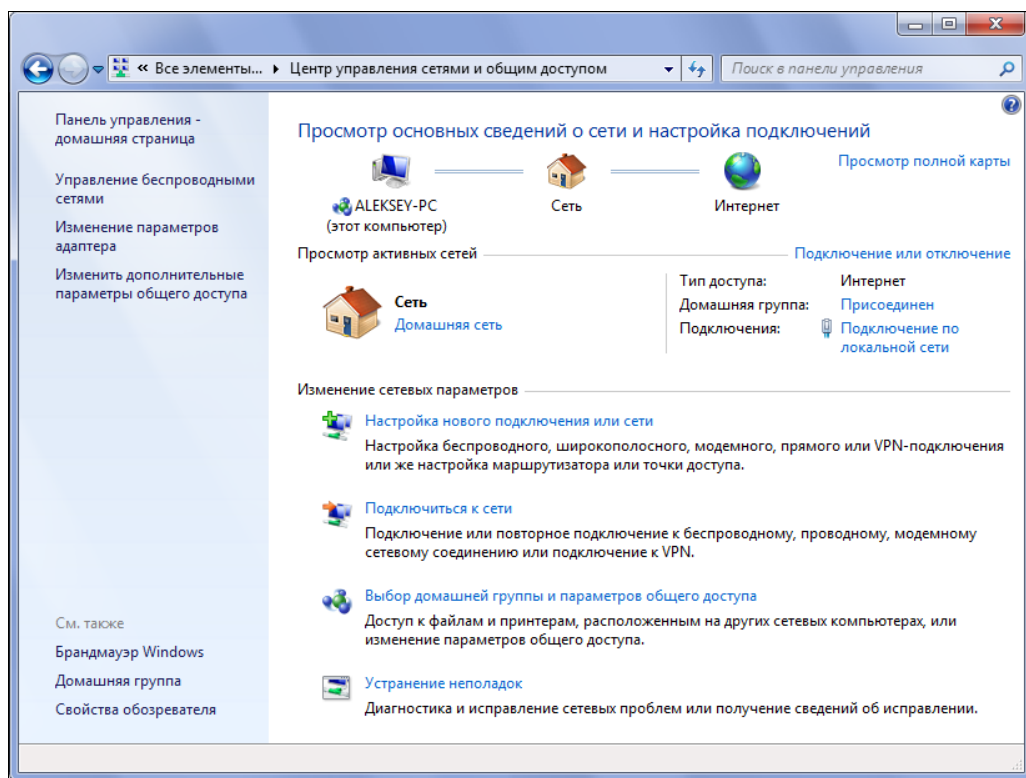 « Все элементы... ▸ Центр управления сетями и общим доступом
Поиск в панели управления
Панель управления -
домашняя страница
Управление беспроводными
сетями
Изменение параметров
адаптера
Изменить дополнительные
параметры общего доступа
См. также
Брандмауэр Windows
Домашняя группа
Свойства обозревателя
Просмотр основных сведений о сети и настройка подключений
Просмотр полной карты
ALEKSEY-PC
(этот компьютер)
Сеть
Интернет
Просмотр активных сетей
Подключение или отключение
Сеть
Домашняя сеть
Тип доступа: Интернет
Домашняя группа: Присоединен
Подключения: Подключение по
локальной сети
Изменение сетевых параметров
Настройка нового подключения или сети
Настройка беспроводного, широкополосного, модемного, прямого или VPN-подключения
или же настройка маршрутизатора или точки доступа.
Подключиться к сети
Подключение или повторное подключение к беспроводному, проводному, модемному
сетевому соединению или подключение к VPN.
Выбор домашней группы и параметров общего доступа
Доступ к файлам и принтерам, расположенным на других сетевых компьютерах, или
изменение параметров общего доступа.
Устранение неполадок
Диагностика и исправление сетевых проблем или получение сведений об исправлении.